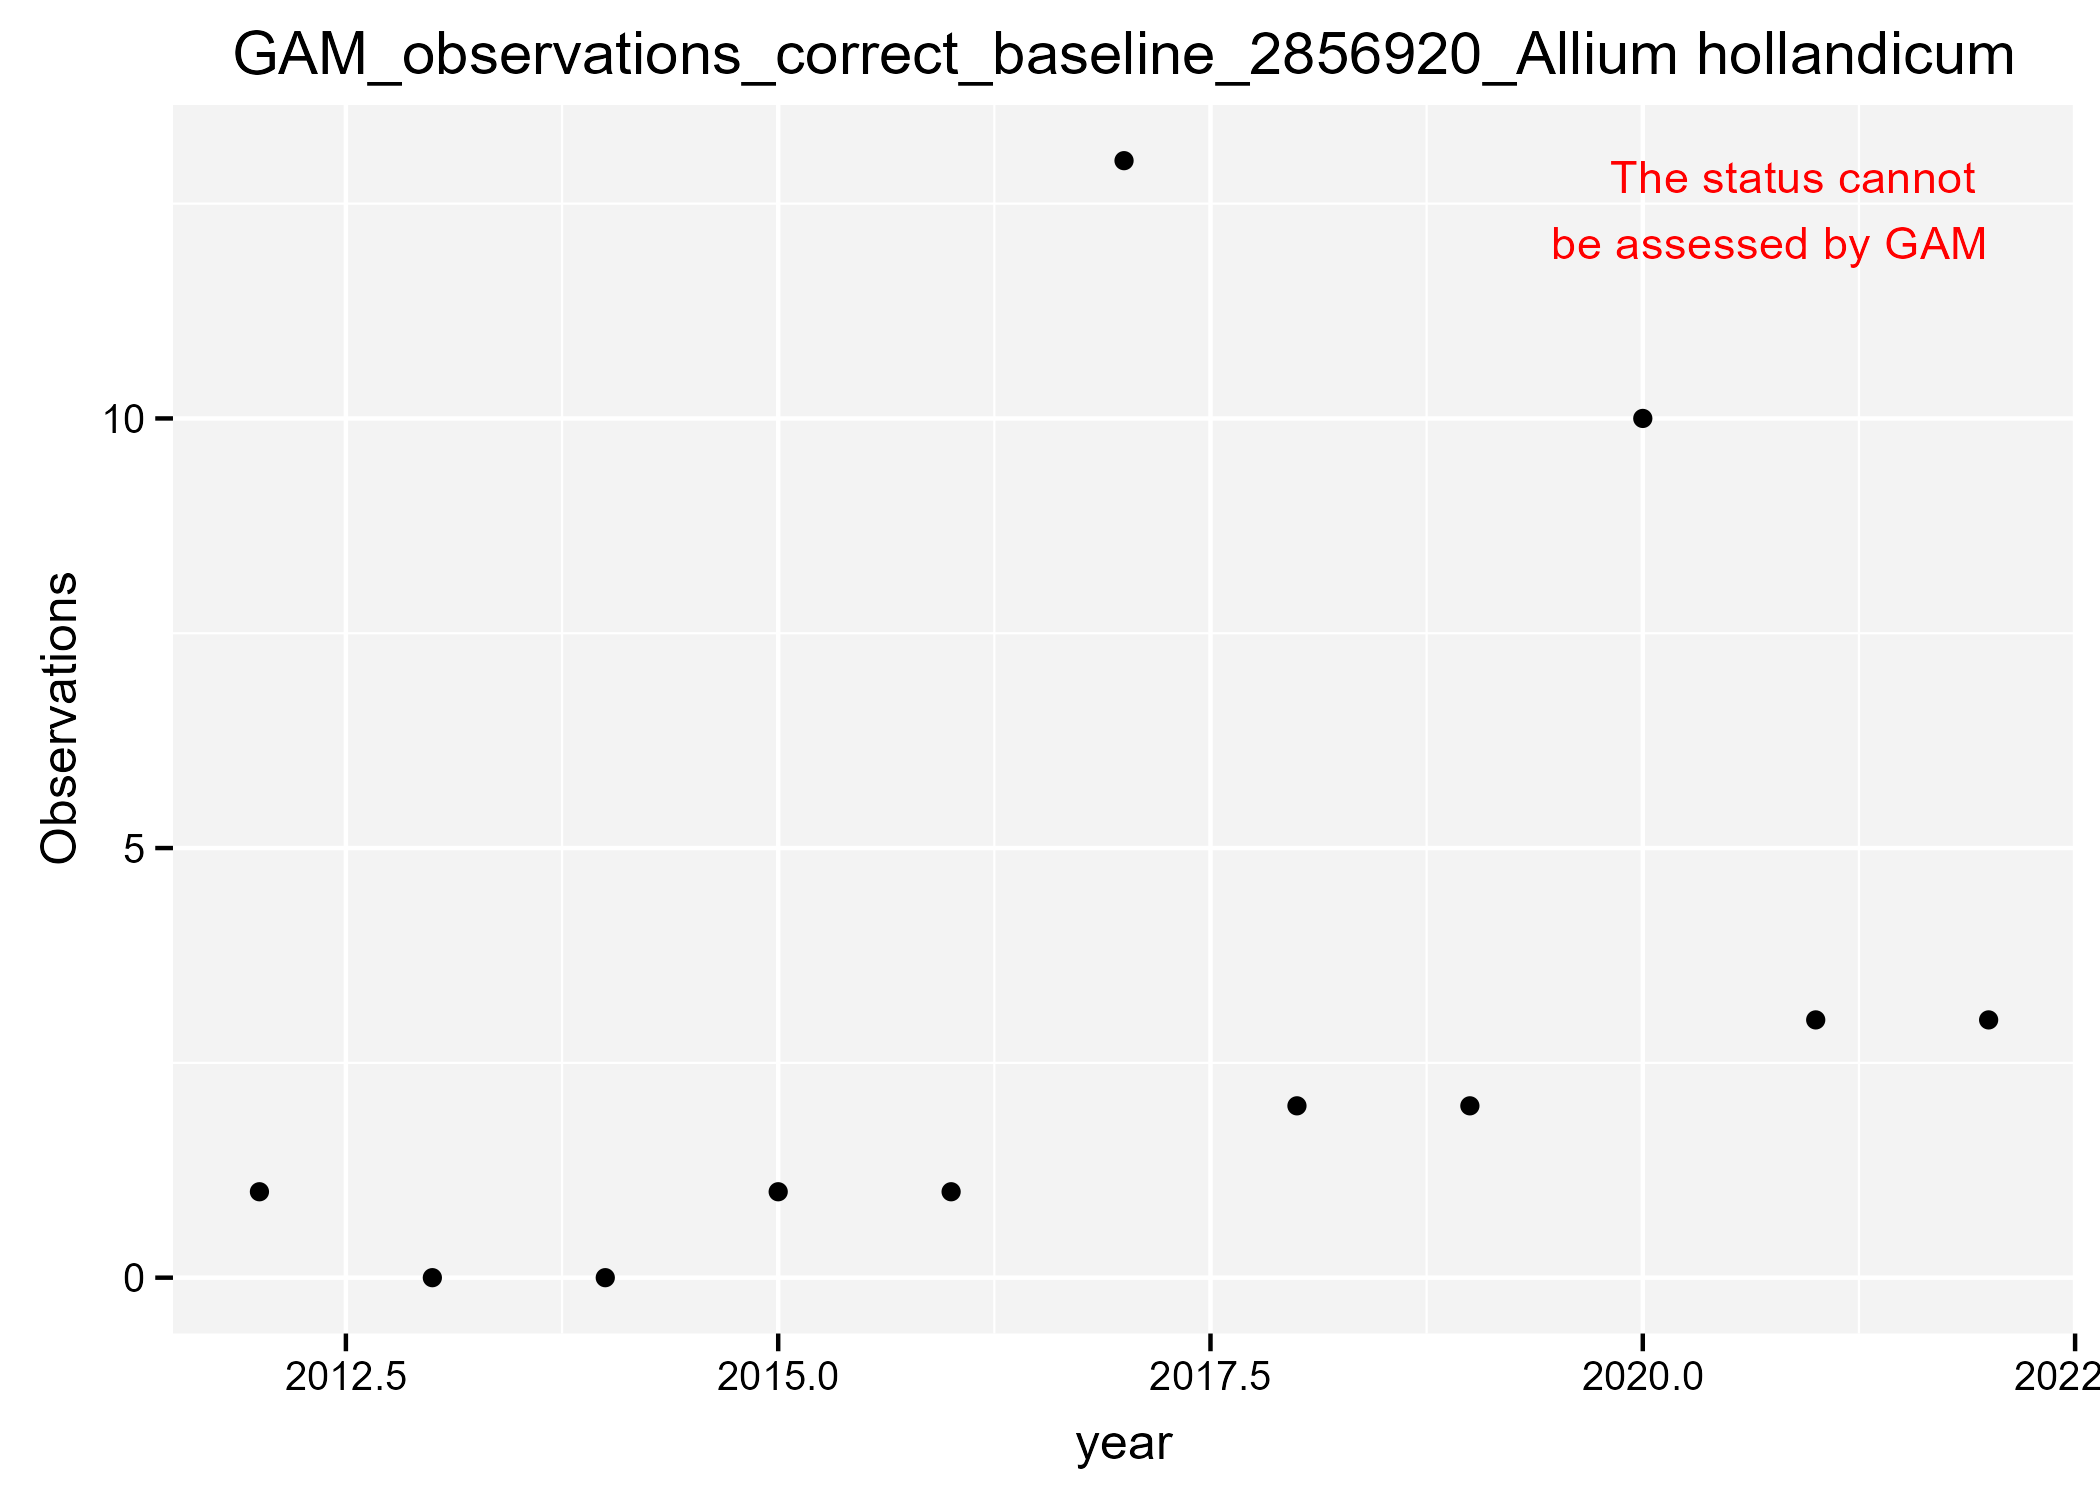 GAM_observations_correct_baseline_2856920_Allium hollandicum
The status cannot
be assessed by GAM
Observations
10
5
0
2012.5
2015.0
2017.5
2020.0
2022
year